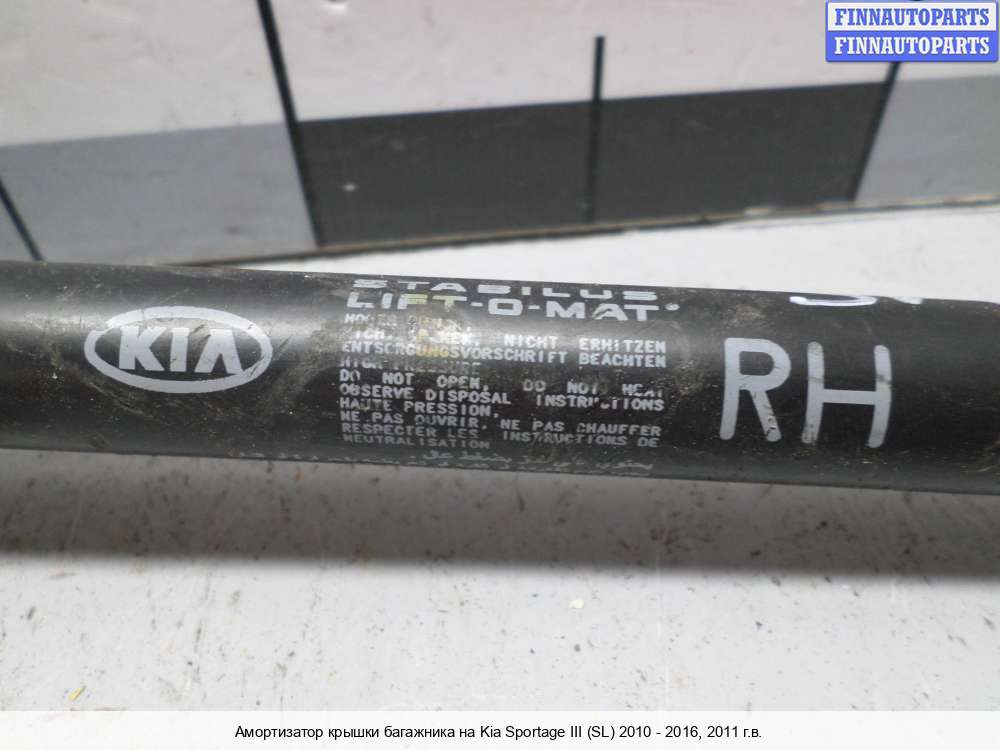 FINNAUTOPARTS
FINNAUTOPARTS
STABILUS
LIFT-O-MAT®
KIA
NICHT ERHITZEN
ENTSORGUNGSVORSCHRIFT BEACHTEN
DO NOT OPEN, DO NOT HEAT
OBSERVE DISPOSAL INSTRUCTIONS
HAUTE PRESSION,
NE PAS OUVRIR, NE PAS CHAUFFER
RESPECTER LES INSTRUCTIONS DE
NEUTRALISATION
RH
Амортизатор крышки багажника на Kia Sportage III (SL) 2010 - 2016, 2011 г.в.